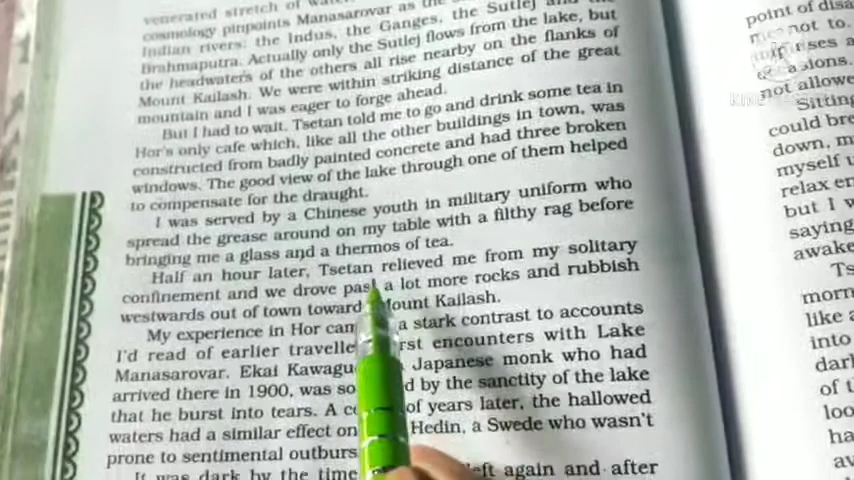 venerated stretch of water
cosmology pinpoints Manasarovar as the
Indian rivers: the Indus, the Ganges, the Sutlej and the
Brahmaputra. Actually only the Sutlej flows from the lake, but
the headwaters of the others all rise nearby on the flanks of
Mount Kailash. We were within striking distance of the great
mountain and I was eager to forge ahead.
But I had to wait. Tsetan told me to go and drink some tea in
Hor's only cafe which, like all the other buildings in town, was
constructed from badly painted concrete and had three broken
windows. The good view of the lake through one of them helped
to compensate for the draught.
I was served by a Chinese youth in military uniform who
spread the grease around on my table with a filthy rag before
bringing me a glass and a thermos of tea.
Half an hour later, Tsetan relieved me from my solitary
confinement and we drove past a lot more rocks and rubbish
westwards out of town toward Mount Kailash.
My experience in Hor a stark contrast to accounts
I'd read of earlier encounters with Lake
Manasarovar. Ekai Japanese monk who had
arrived there in 1900, was by the sanctity of the lake
that he burst into tears. A of years later, the hallowed
waters had a similar effect on Hedin, a Swede who wasn't
prone to sentimental
It was dark by the time left again and after
point of
not to
not allowe
Sitting
could bre
down, m
myself u
relax
but I w
saying
awake
Ts
morn
like a
into
dar
of t
loo
ha